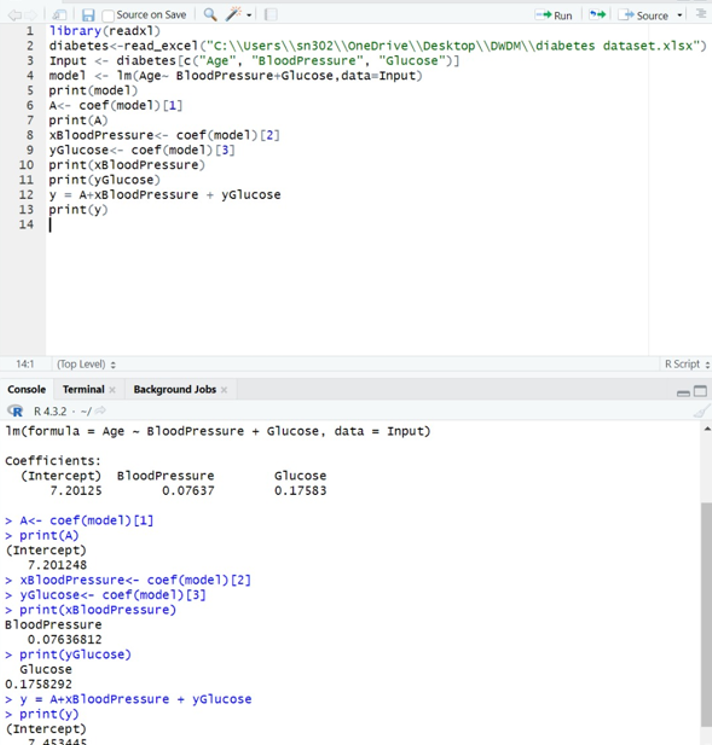 Source on Save Run Source
1 library(readxl)
2 diabetes<-read_excel("C:\\Users\\sn302\\OneDrive\\Desktop\\DWDM\\diabetes dataset.xlsx")
3 Input <- diabetes[c("Age", "BloodPressure", "Glucose")]
4 model <- lm(Age~ BloodPressure+Glucose,data=Input)
5 print(model)
6 A<- coef(model)[1]
7 print(A)
8 xBloodPressure<- coef(model)[2]
9 yGlucose<- coef(model)[3]
10 print(xBloodPressure)
11 print(yGlucose)
12 y = A+xBloodPressure + yGlucose
13 print(y)
14
14:1 (Top Level) R Script
Console Terminal Background Jobs
R 4.3.2 · ~/
lm(formula = Age ~ BloodPressure + Glucose, data = Input)
Coefficients:
(Intercept) BloodPressure Glucose
7.20125 0.07637 0.17583
> A<- coef(model)[1]
> print(A)
(Intercept)
7.201248
> xBloodPressure<- coef(model)[2]
> yGlucose<- coef(model)[3]
> print(xBloodPressure)
BloodPressure
0.07636812
> print(yGlucose)
Glucose
0.1758292
> y = A+xBloodPressure + yGlucose
> print(y)
(Intercept)
7.453445